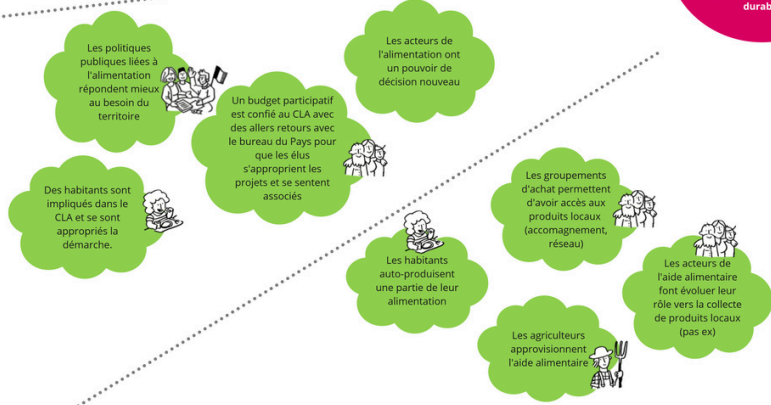 durab
Les politiques
publiques liées à
l'alimentation
répondent mieux
au besoin du
territoire
Les acteurs de
l'alimentation ont
un pouvoir de
décision nouveau
Un budget participatif
est confié au CLA avec
des allers retours avec
le bureau du Pays pour
que les élus
s'approprient les
projets et se sentent
associés
Des habitants sont
impliqués dans le
CLA et se sont
appropriés la
démarche.
Les groupements
d'achat permettent
d'avoir accès aux
produits locaux
(accomagnement,
réseau)
Les habitants
auto-produisent
une partie de leur
alimentation
Les acteurs de
l'aide alimentaire
font évoluer leur
rôle vers la collecte
de produits locaux
(pas ex)
Les agriculteurs
approvisionnent
l'aide alimentaire